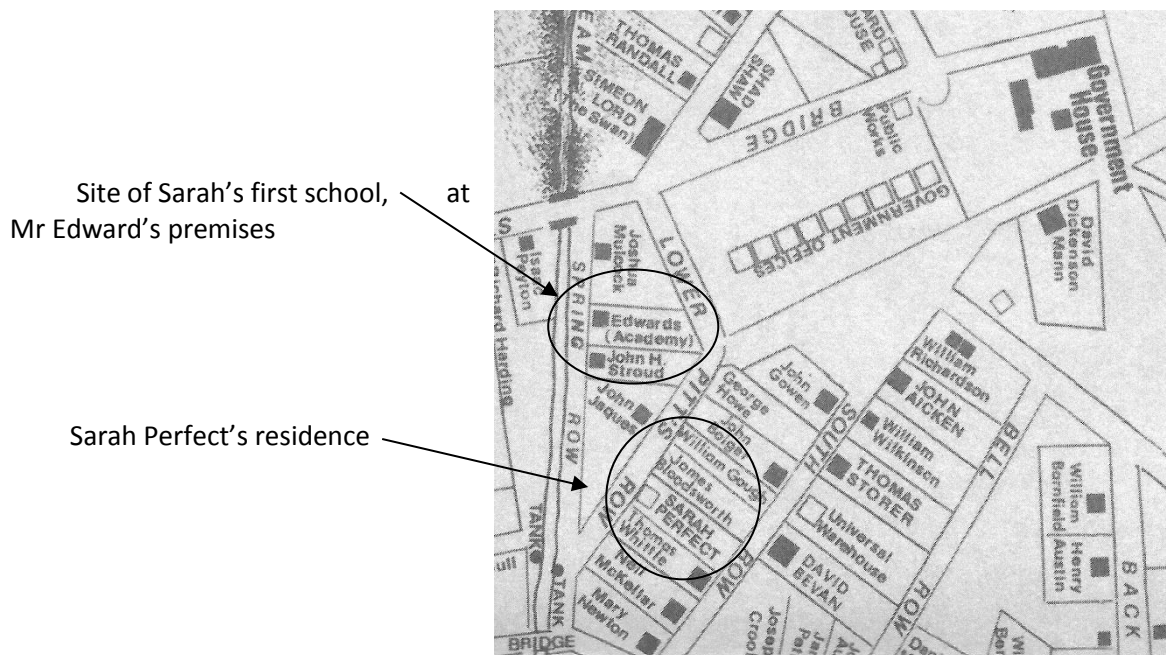 Site of Sarah's first school, at
Mr Edward's premises
Sarah Perfect's residence
THOMAS
RANDALL
SIMEON
LORD
(The Swan)
SHAD
SHAW
BRIDGE
Public
Works
Government
House
GOVERNMENT OFFICES
David
Dickenson
Mann
S
Isaac
Peyton
Richard Harding
SPRING
ROW
Joshua
LOWER
Edwards
(Academy)
John H.
Stroud
John
Jaques
PITT'S
ROW
George
Howe
John
Bolger
William Gough
James
Bloodsworth
SARAH
PERFECT
Thomas
Whittle
Neil
McKellar
Mary
Newton
John
Gowen
SOUTH
ROW
William
Richardson
JOHN
AICKEN
William
Wilkinson
THOMAS
STORER
Universal
Warehouse
DAVID
BEVAN
BELL
ROW
William
Barnfield
Henry
Austin
BACK
TANK
TANK
BRIDGE